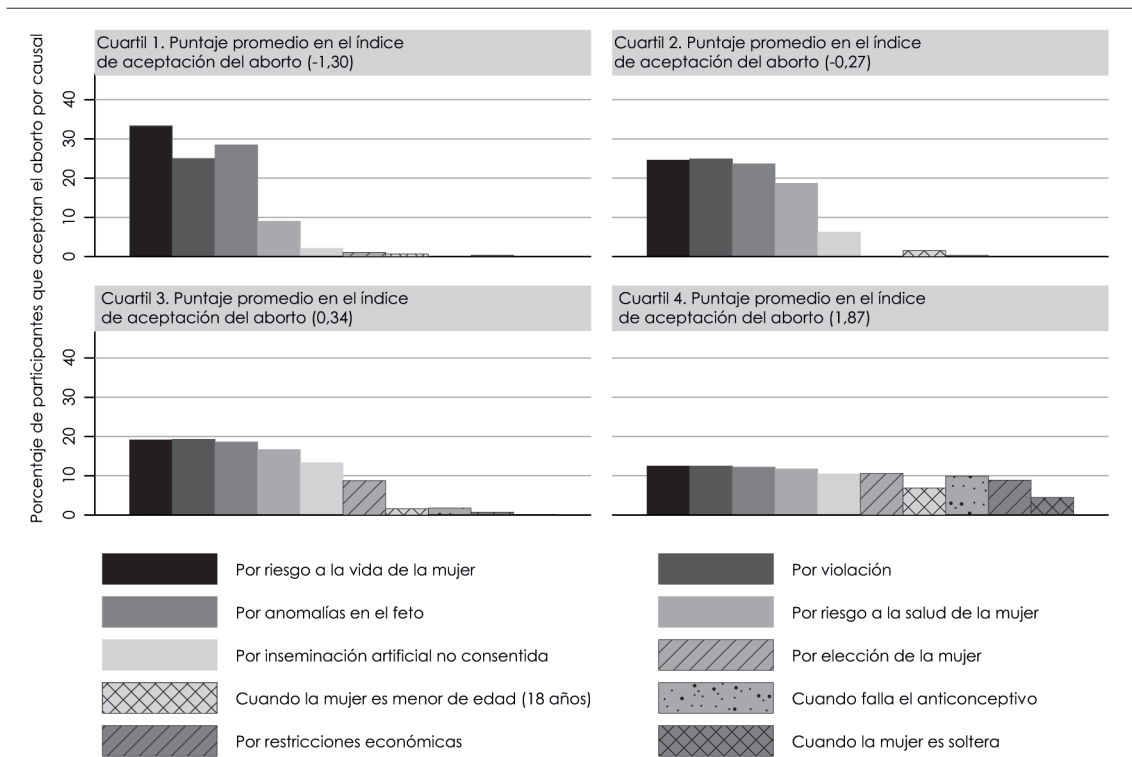 Porcentaje de participantes que aceptan el aborto por causal
Cuartil 1. Puntaje promedio en el índice
de aceptación del aborto (-1,30)
Cuartil 2. Puntaje promedio en el índice
de aceptación del aborto (-0,27)
40
30
20
10
0
Cuartil 3. Puntaje promedio en el índice
de aceptación del aborto (0,34)
Cuartil 4. Puntaje promedio en el índice
de aceptación del aborto (1,87)
40
30
20
10
0
Por riesgo a la vida de la mujer
Por violación
Por anomalías en el feto
Por riesgo a la salud de la mujer
Por inseminación artificial no consentida
Por elección de la mujer
Cuando la mujer es menor de edad (18 años)
Cuando falla el anticonceptivo
Por restricciones económicas
Cuando la mujer es soltera